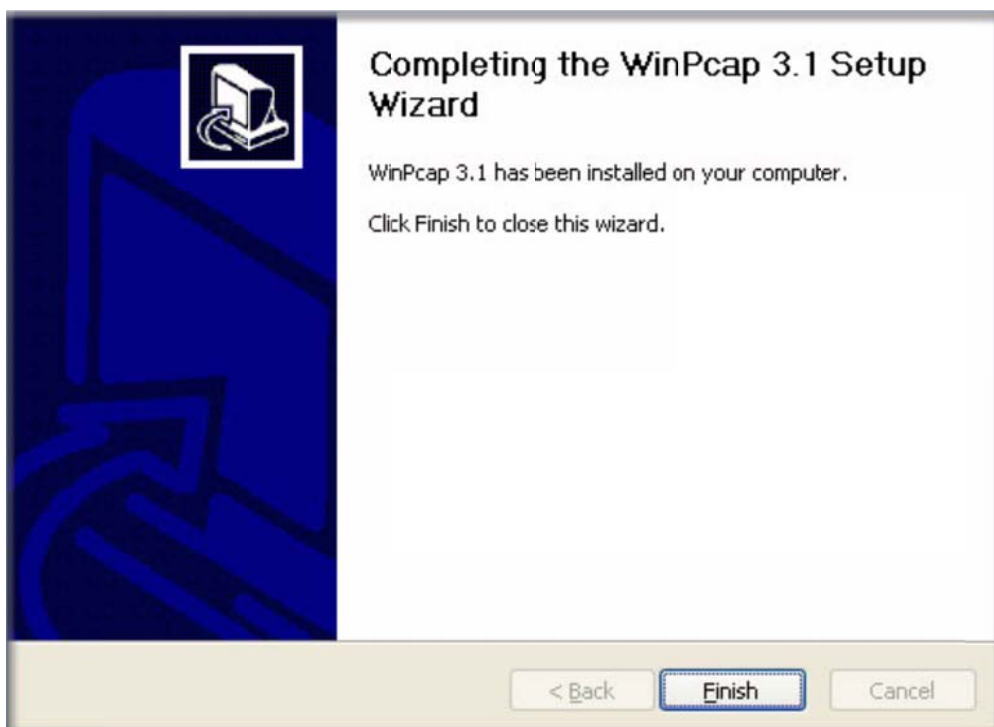 Completing the WinPcap 3.1 Setup
Wizard
WinPcap 3.1 has been installed on your computer.
Click Finish to close this wizard.
< Back
Finish
Cancel